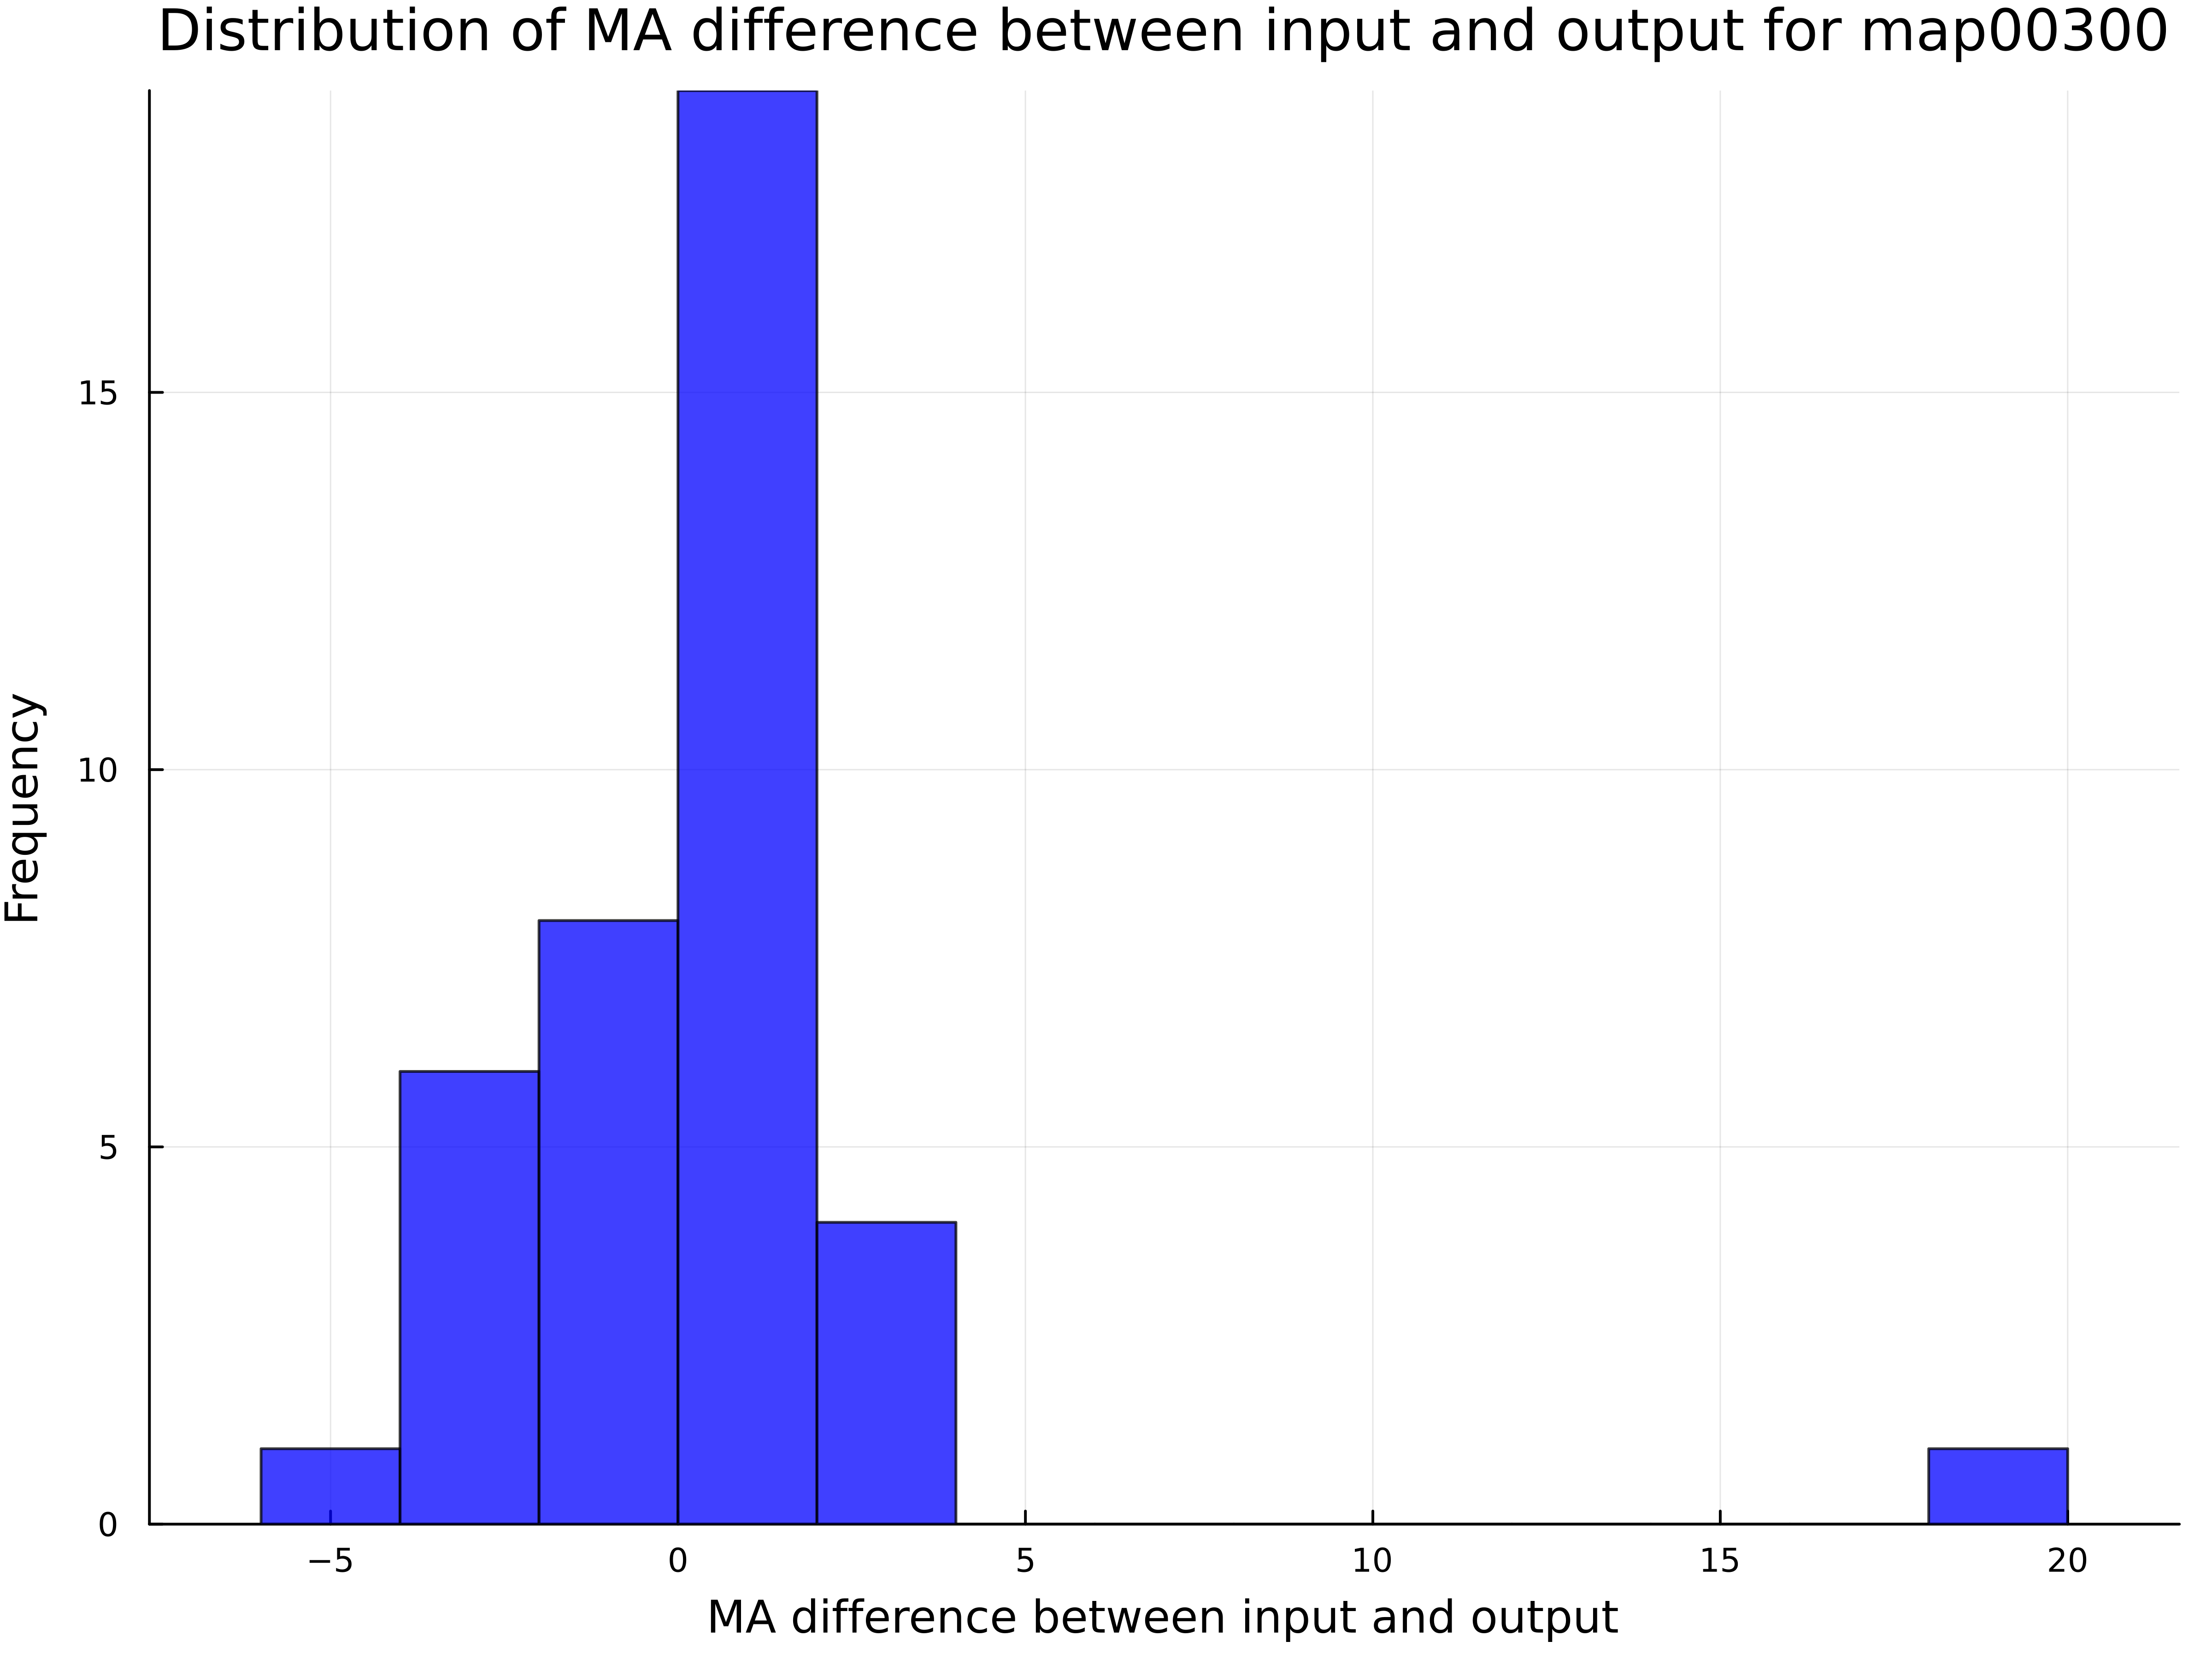 Distribution of MA difference between input and output for map00300
Frequency
15
10
5
0
−5 0 5 10 15 20
MA difference between input and output